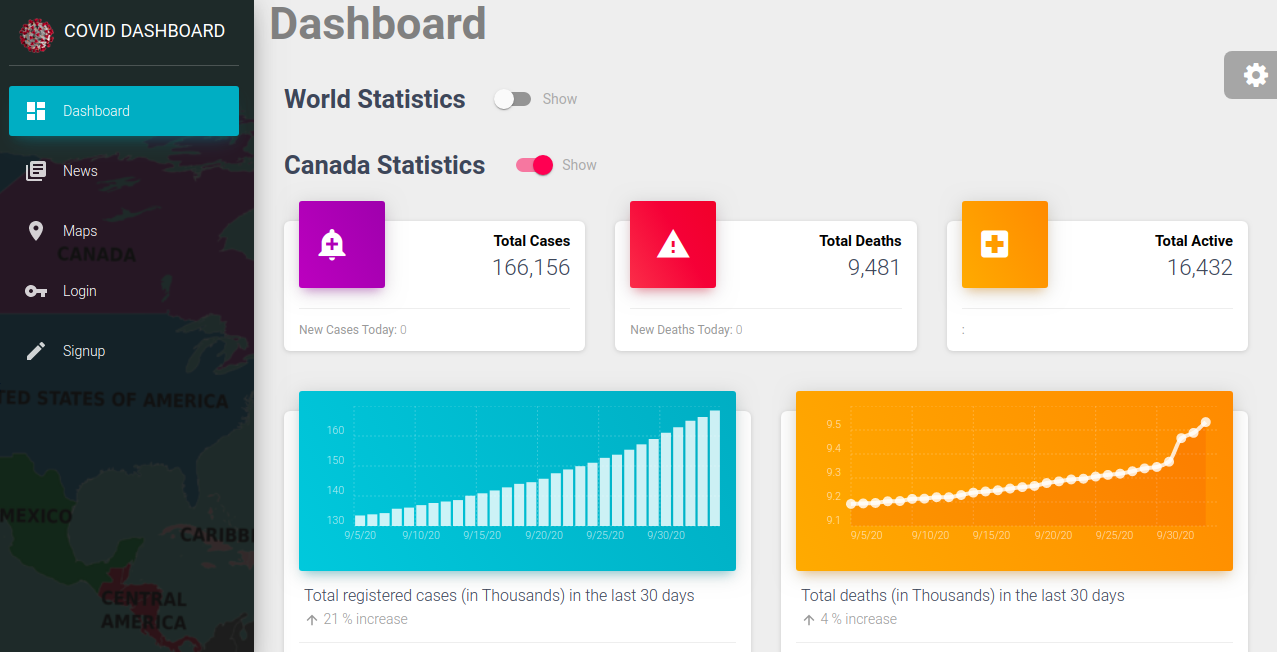 COVID DASHBOARD
Dashboard
News
Maps
CANADA
Login
Signup
TED STATES OF AMERICA
MEXICO
CARIBBE
CENTRAL
AMERICA
Dashboard
World Statistics Show
Canada Statistics Show
Total Cases
166,156
New Cases Today: 0
Total Deaths
9,481
New Deaths Today: 0
Total Active
16,432
:
160
150
140
130
9/5/20 9/10/20 9/15/20 9/20/20 9/25/20 9/30/20
Total registered cases (in Thousands) in the last 30 days
21 % increase
9.5
9.4
9.3
9.2
9.1
9/5/20 9/10/20 9/15/20 9/20/20 9/25/20 9/30/20
Total deaths (in Thousands) in the last 30 days
4 % increase